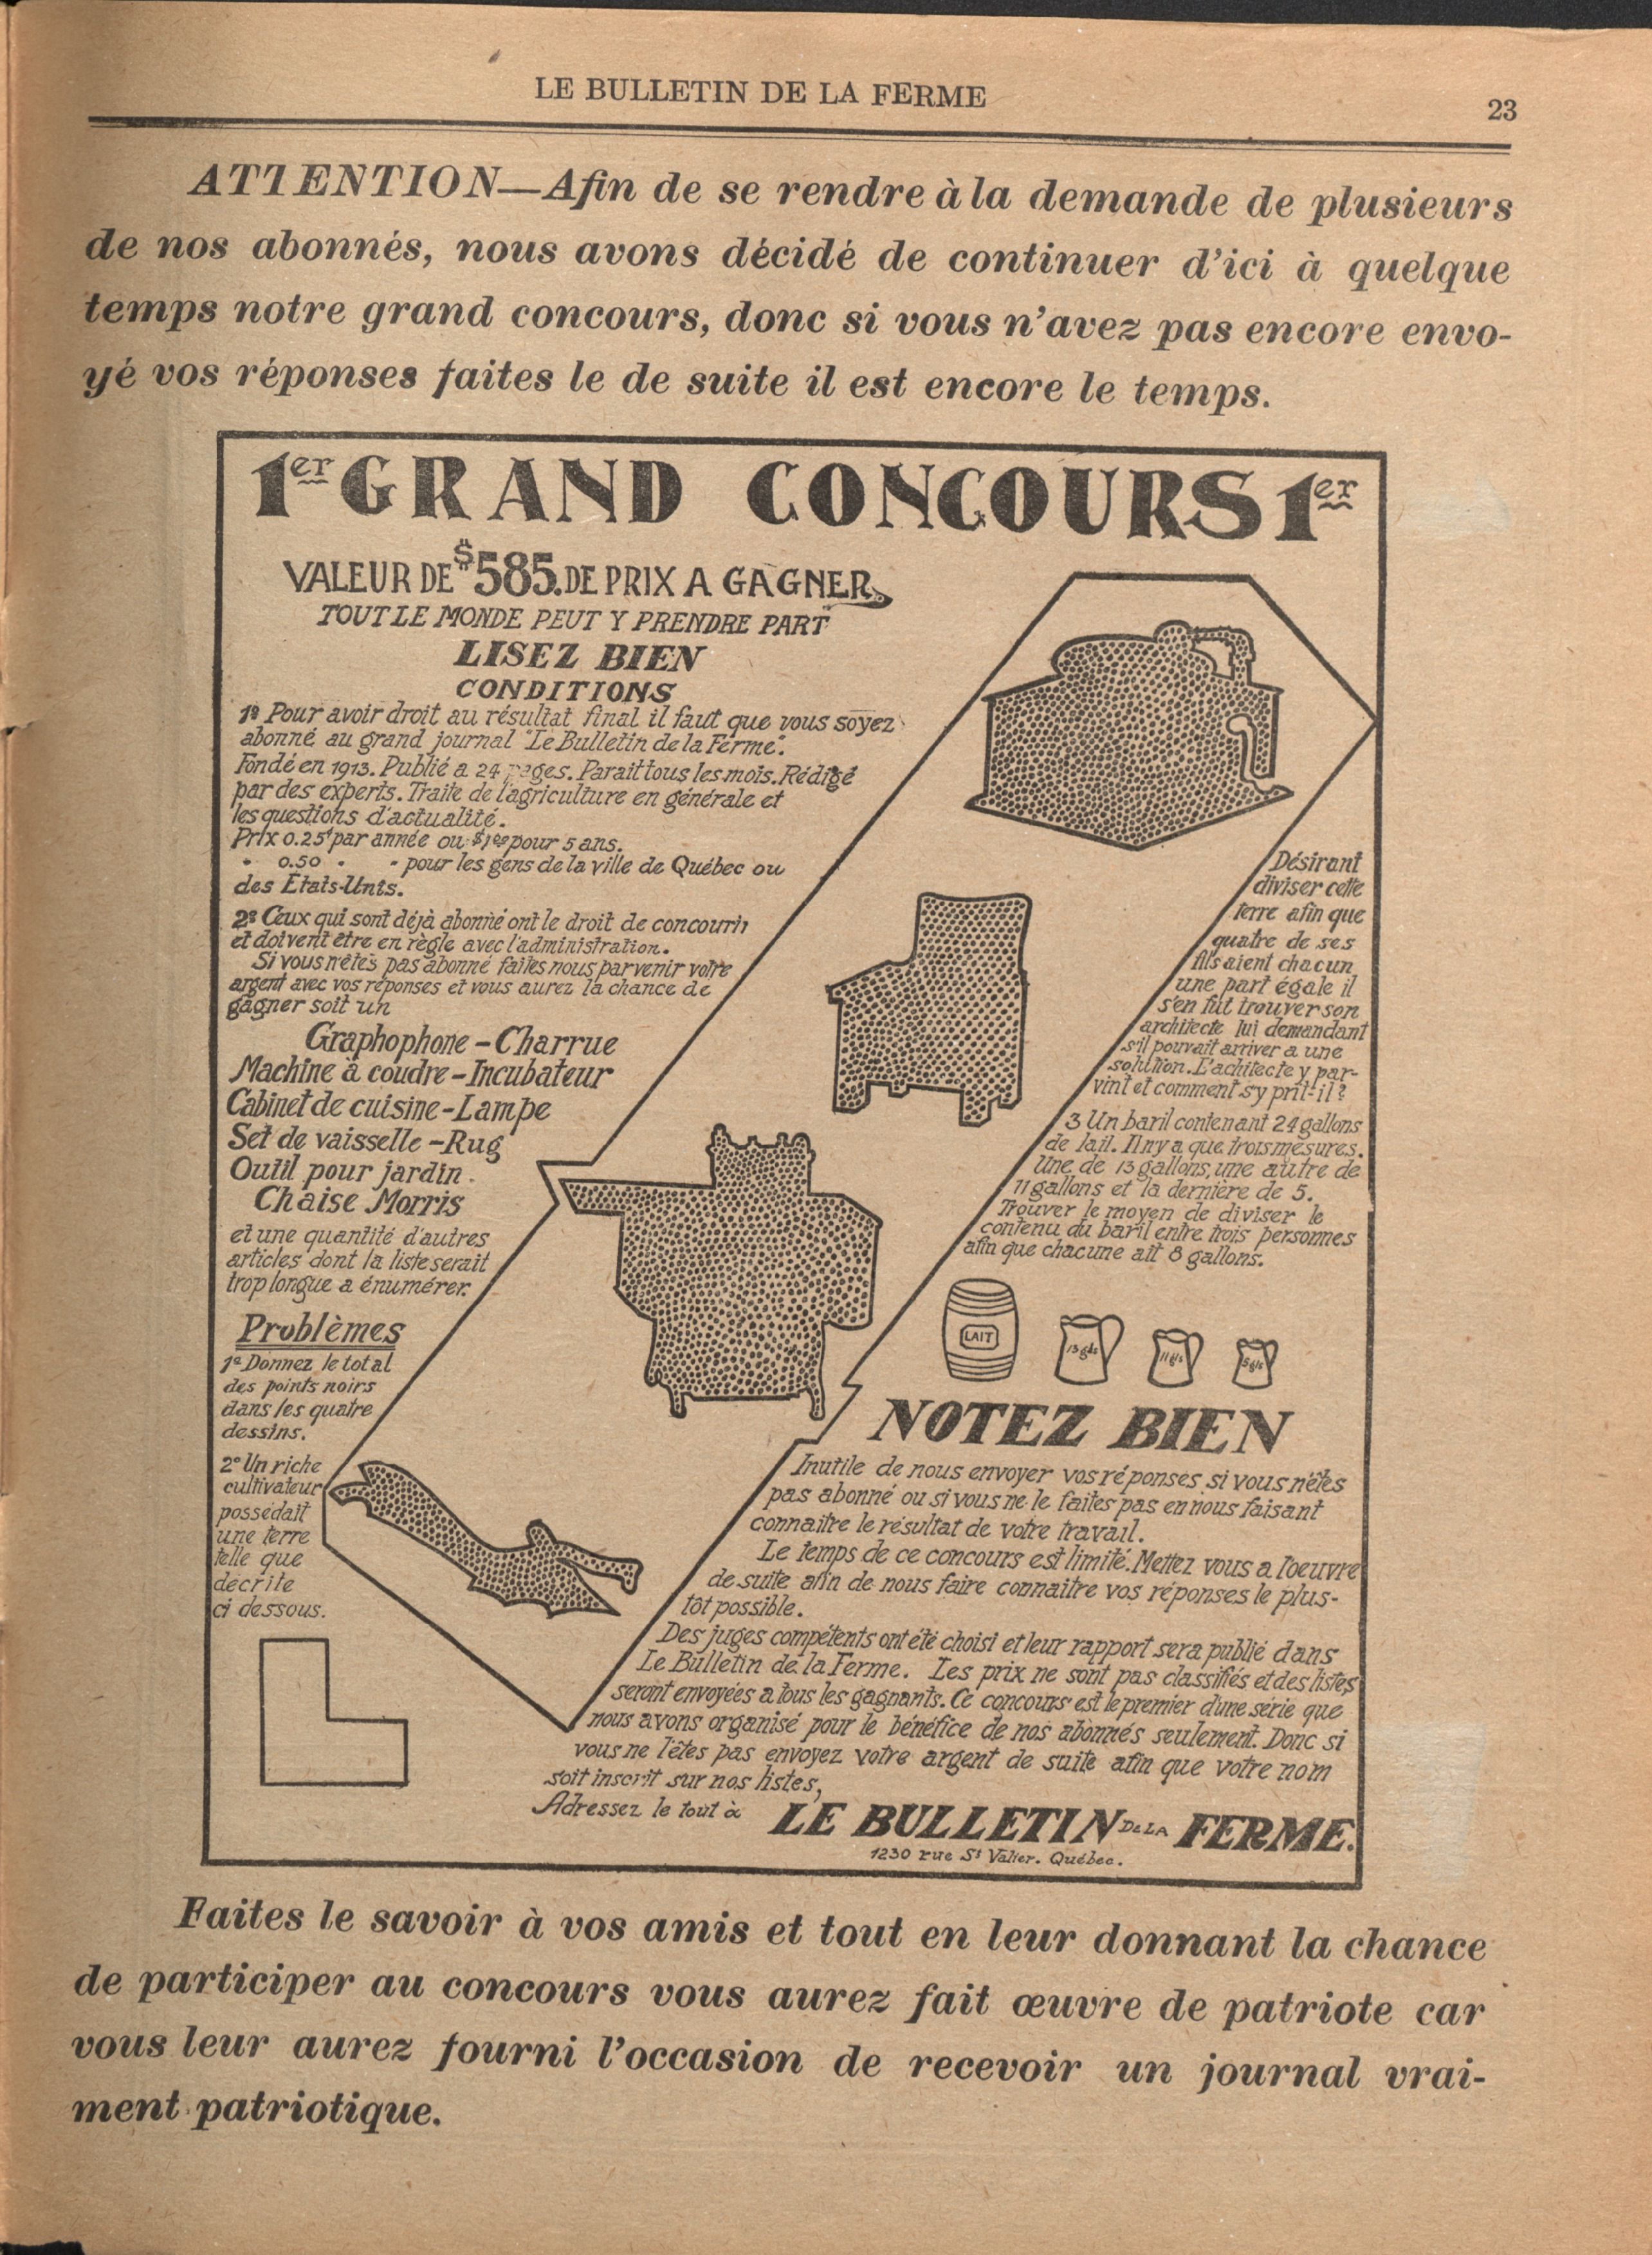 LE BULLETIN DE LA FERME
23
ATTENTION—Afin de se rendre à la demande de plusieurs
de nos abonnés, nous avons décidé de continuer d'ici à quelque
temps notre grand concours, donc si vous n'avez pas encore envo-
yé vos réponses faites le de suite il est encore le temps.
1er GRAND CONCOURS 1er
VALEUR DE $585. DE PRIX A GAGNER
TOUT LE MONDE PEUT Y PRENDRE PART
LISEZ BIEN
CONDITIONS
1º Pour avoir droit au résultat final il faut que vous soyez
abonné au grand journal "Le Bulletin de la Ferme".
Fondé en 1913. Publié a 24 pages. Parait tous les mois. Rédigé
par des experts. Traite de l'agriculture en générale et
les questions d'actualité.
Prix 0.25¢ par année ou $1.00 pour 5 ans.
" 0.50 " " pour les gens de la ville de Québec ou
des États-Unis.
2º Ceux qui sont déjà abonné ont le droit de concourir
et doivent être en règle avec l'administration.
Si vous n'êtes pas abonné faites nous parvenir votre
argent avec vos réponses et vous aurez la chance de
gagner soit un
Graphophone - Charrue
Machine à coudre - Incubateur
Cabinet de cuisine - Lampe
Set de vaisselle - Rug
Outil pour jardin -
Chaise Morris
et une quantité d'autres
articles dont la liste serait
trop longue a énumérer.
Problèmes
1º Donnez le total
des points noirs
dans les quatre
dessins.
2º Un riche
cultivateur
possédait
une terre
telle que
décrite
ci dessous.
Désirant
diviser cette
terre afin que
quatre de ses
fils aient chacun
une part égale il
s'en fut trouver son
architecte lui demandant
s'il pouvait arriver a une
solution. L'achitecte y par-
vint et comment s'y prit-il?
3 Un baril contenant 24 gallons
de lait. Il n'y a que trois mesures.
Une de 13 gallons, une autre de
11 gallons et la dernière de 5.
Trouver le moyen de diviser le
contenu du baril entre trois personnes
afin que chacune ait 8 gallons.
LAIT
13 gls
11 gls
5 gls
NOTEZ BIEN
Inutile de nous envoyer vos réponses si vous n'êtes
pas abonné ou si vous ne le faites pas en nous faisant
connaitre le résultat de votre travail.
Le temps de ce concours est limité. Mettez vous a l'oeuvre
de suite afin de nous faire connaitre vos réponses le plus-
tôt possible.
Des juges compétents ont été choisi et leur rapport sera publié dans
Le Bulletin de la Ferme. Les prix ne sont pas classifiés et des listes
seront envoyées a tous les gagnants. Ce concours est le premier d'une série que
nous avons organisé pour le bénéfice de nos abonnés seulement. Donc si
vous ne l'êtes pas envoyez votre argent de suite afin que votre nom
soit inscrit sur nos listes,
Adressez le tout à LE BULLETIN DE LA FERME.
1230 rue St Valier. Québec.
Faites le savoir à vos amis et tout en leur donnant la chance
de participer au concours vous aurez fait œuvre de patriote car
vous leur aurez fourni l'occasion de recevoir un journal vrai-
ment patriotique.